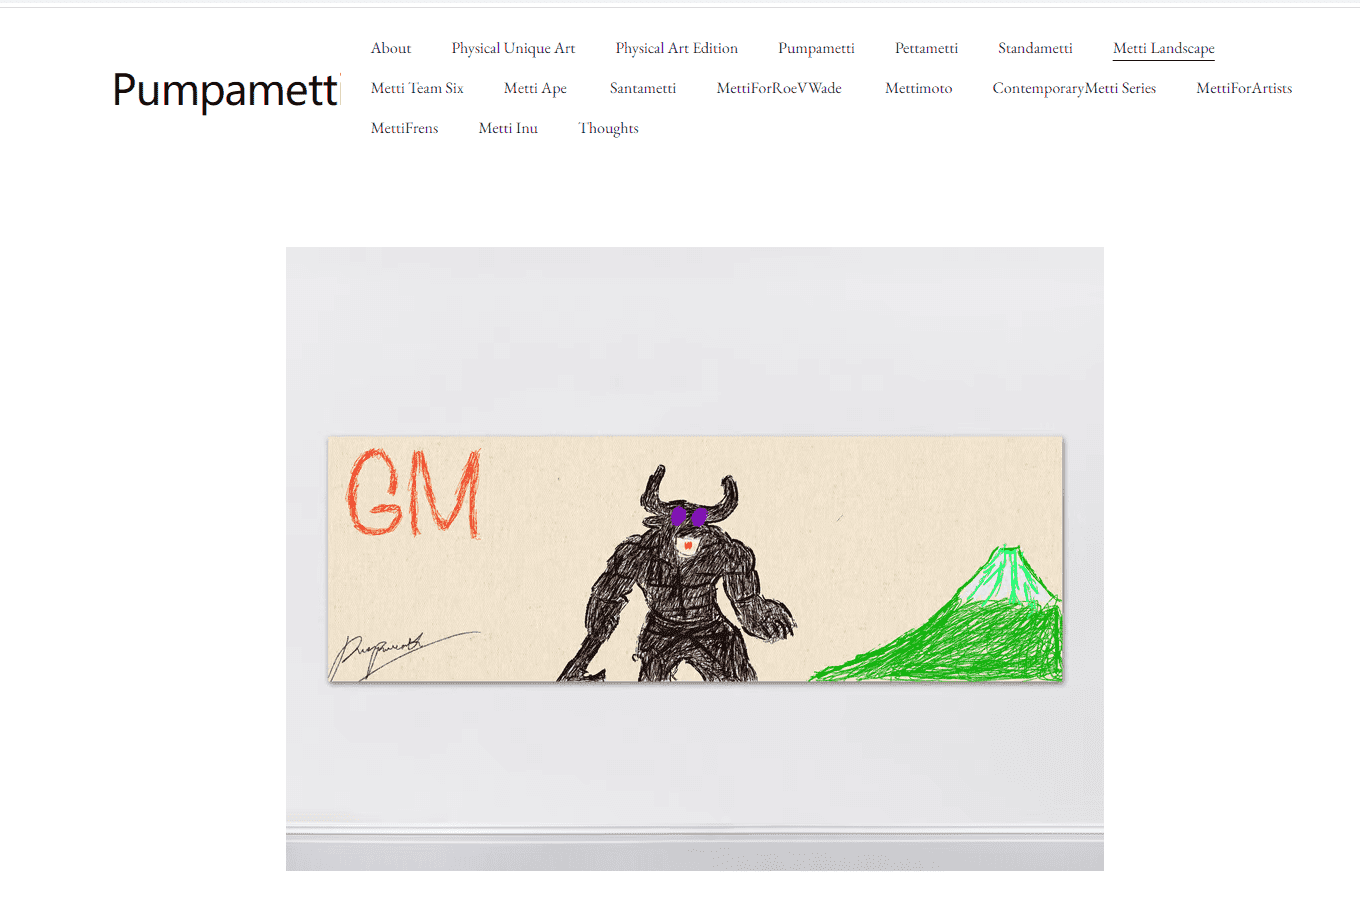 Pumpametti
About Physical Unique Art Physical Art Edition Pumpametti Pettametti Standametti Metti Landscape
Metti Team Six Metti Ape Santametti MettiForRoeVWade Mettimoto ContemporaryMetti Series MettiForArtists
MettiFrens Metti Inu Thoughts
GM